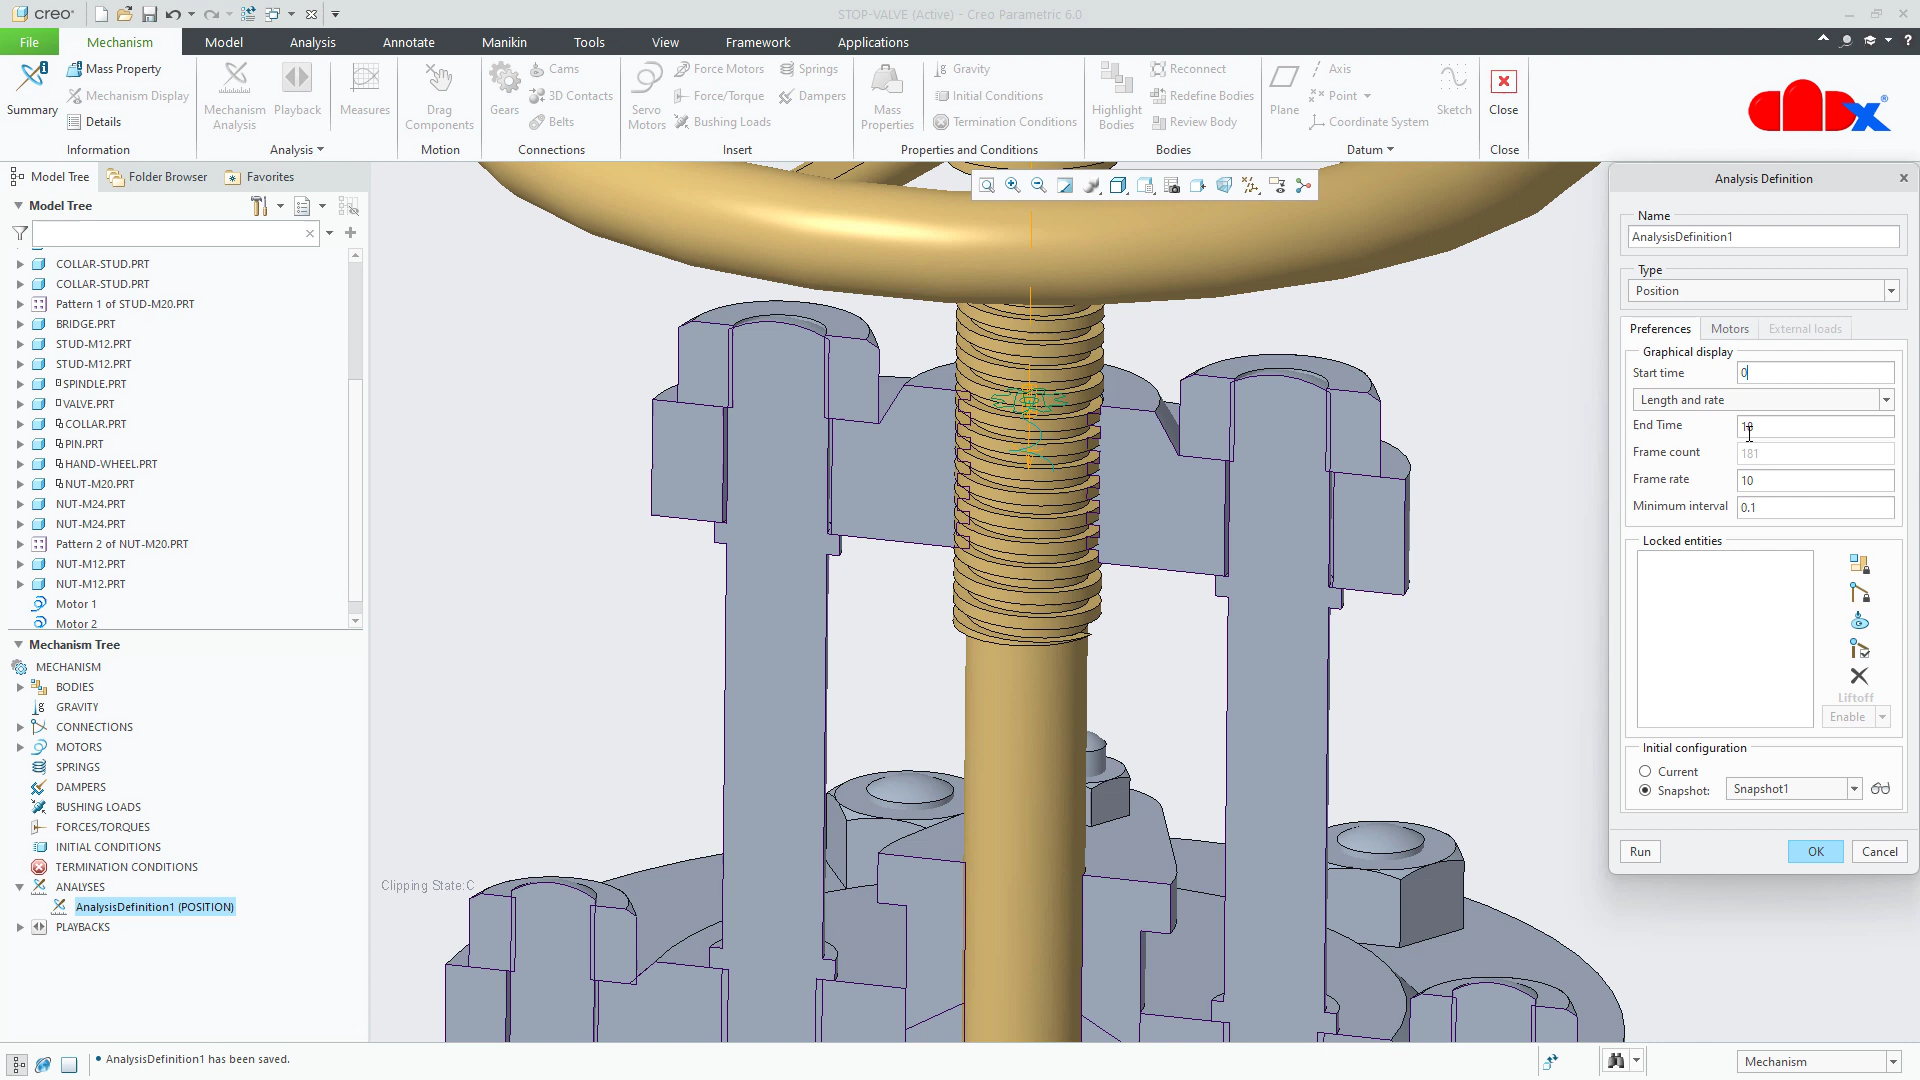 creo
STOP-VALVE (Active) - Creo Parametric 6.0
File
Mechanism
Model
Analysis
Annotate
Manikin
Tools
View
Framework
Applications
Summary
Mass Property
Mechanism Display
Details
Information
Mechanism
Analysis
Playback
Measures
Analysis
Drag
Components
Motion
Gears
Cams
3D Contacts
Belts
Connections
Servo
Motors
Force Motors
Force/Torque
Bushing Loads
Springs
Dampers
Insert
Mass
Properties
Gravity
Initial Conditions
Termination Conditions
Properties and Conditions
Highlight
Bodies
Reconnect
Redefine Bodies
Review Body
Bodies
Plane
Axis
Point
Coordinate System
Sketch
Datum
Close
Close
Model Tree
Folder Browser
Favorites
Model Tree
COLLAR-STUD.PRT
COLLAR-STUD.PRT
Pattern 1 of STUD-M20.PRT
BRIDGE.PRT
STUD-M12.PRT
STUD-M12.PRT
SPINDLE.PRT
VALVE.PRT
COLLAR.PRT
PIN.PRT
HAND-WHEEL.PRT
NUT-M20.PRT
NUT-M24.PRT
NUT-M24.PRT
Pattern 2 of NUT-M20.PRT
NUT-M12.PRT
NUT-M12.PRT
Motor 1
Motor 2
Mechanism Tree
MECHANISM
BODIES
GRAVITY
CONNECTIONS
MOTORS
SPRINGS
DAMPERS
BUSHING LOADS
FORCES/TORQUES
INITIAL CONDITIONS
TERMINATION CONDITIONS
ANALYSES
AnalysisDefinition1 (POSITION)
PLAYBACKS
Clipping State:C
Analysis Definition
Name
AnalysisDefinition1
Type
Position
Preferences
Motors
External loads
Graphical display
Start time
0
Length and rate
End Time
Frame count
181
Frame rate
10
Minimum interval
0.1
Locked entities
Liftoff
Enable
Initial configuration
Current
Snapshot:
Snapshot1
Run
OK
Cancel
AnalysisDefinition1 has been saved.
Mechanism